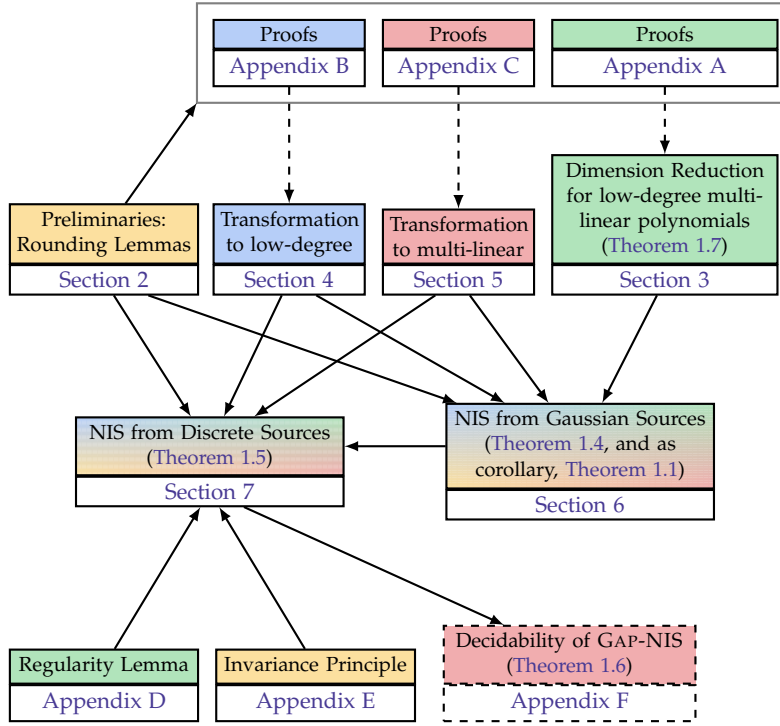 Proofs
Appendix B
Proofs
Appendix C
Proofs
Appendix A
Preliminaries:
Rounding Lemmas
Section 2
Transformation
to low-degree
Section 4
Transformation
to multi-linear
Section 5
Dimension Reduction
for low-degree multi-
linear polynomials
(Theorem 1.7)
Section 3
NIS from Discrete Sources
(Theorem 1.5)
Section 7
NIS from Gaussian Sources
(Theorem 1.4, and as
corollary, Theorem 1.1)
Section 6
Regularity Lemma
Appendix D
Invariance Principle
Appendix E
Decidability of GAP-NIS
(Theorem 1.6)
Appendix F